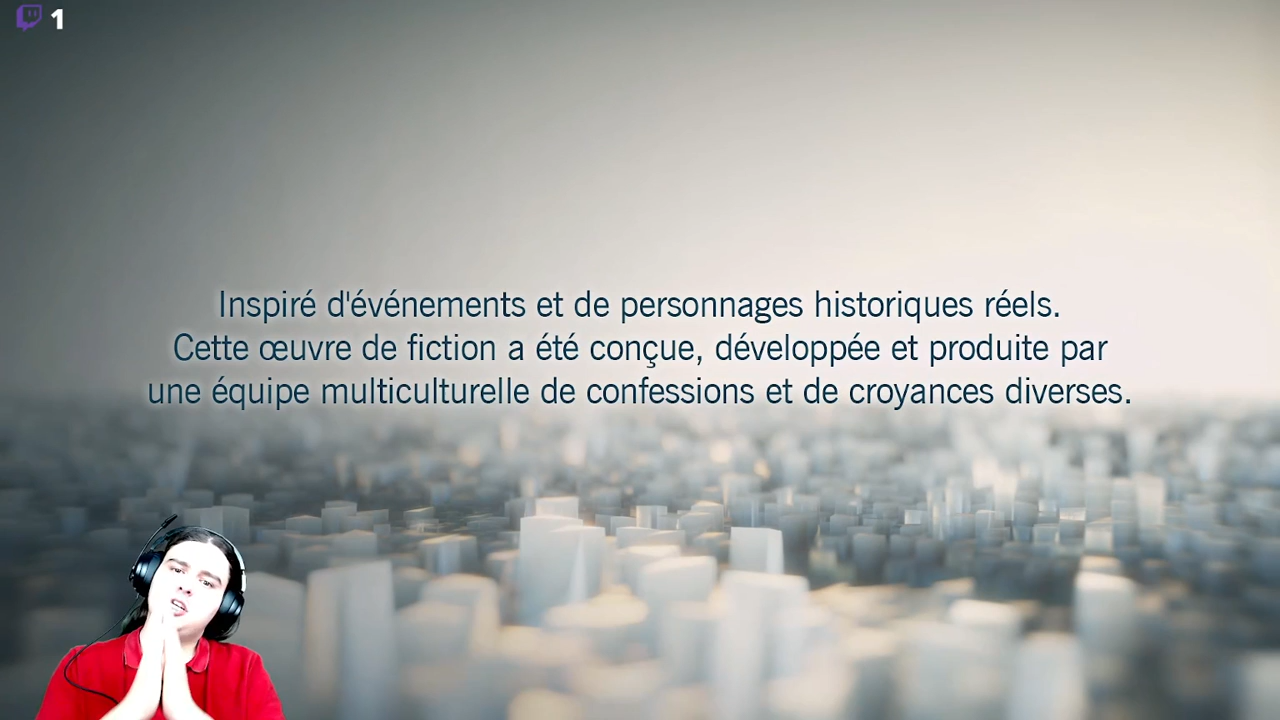 1
Inspiré d'événements et de personnages historiques réels.
Cette œuvre de fiction a été conçue, développée et produite par
une équipe multiculturelle de confessions et de croyances diverses.